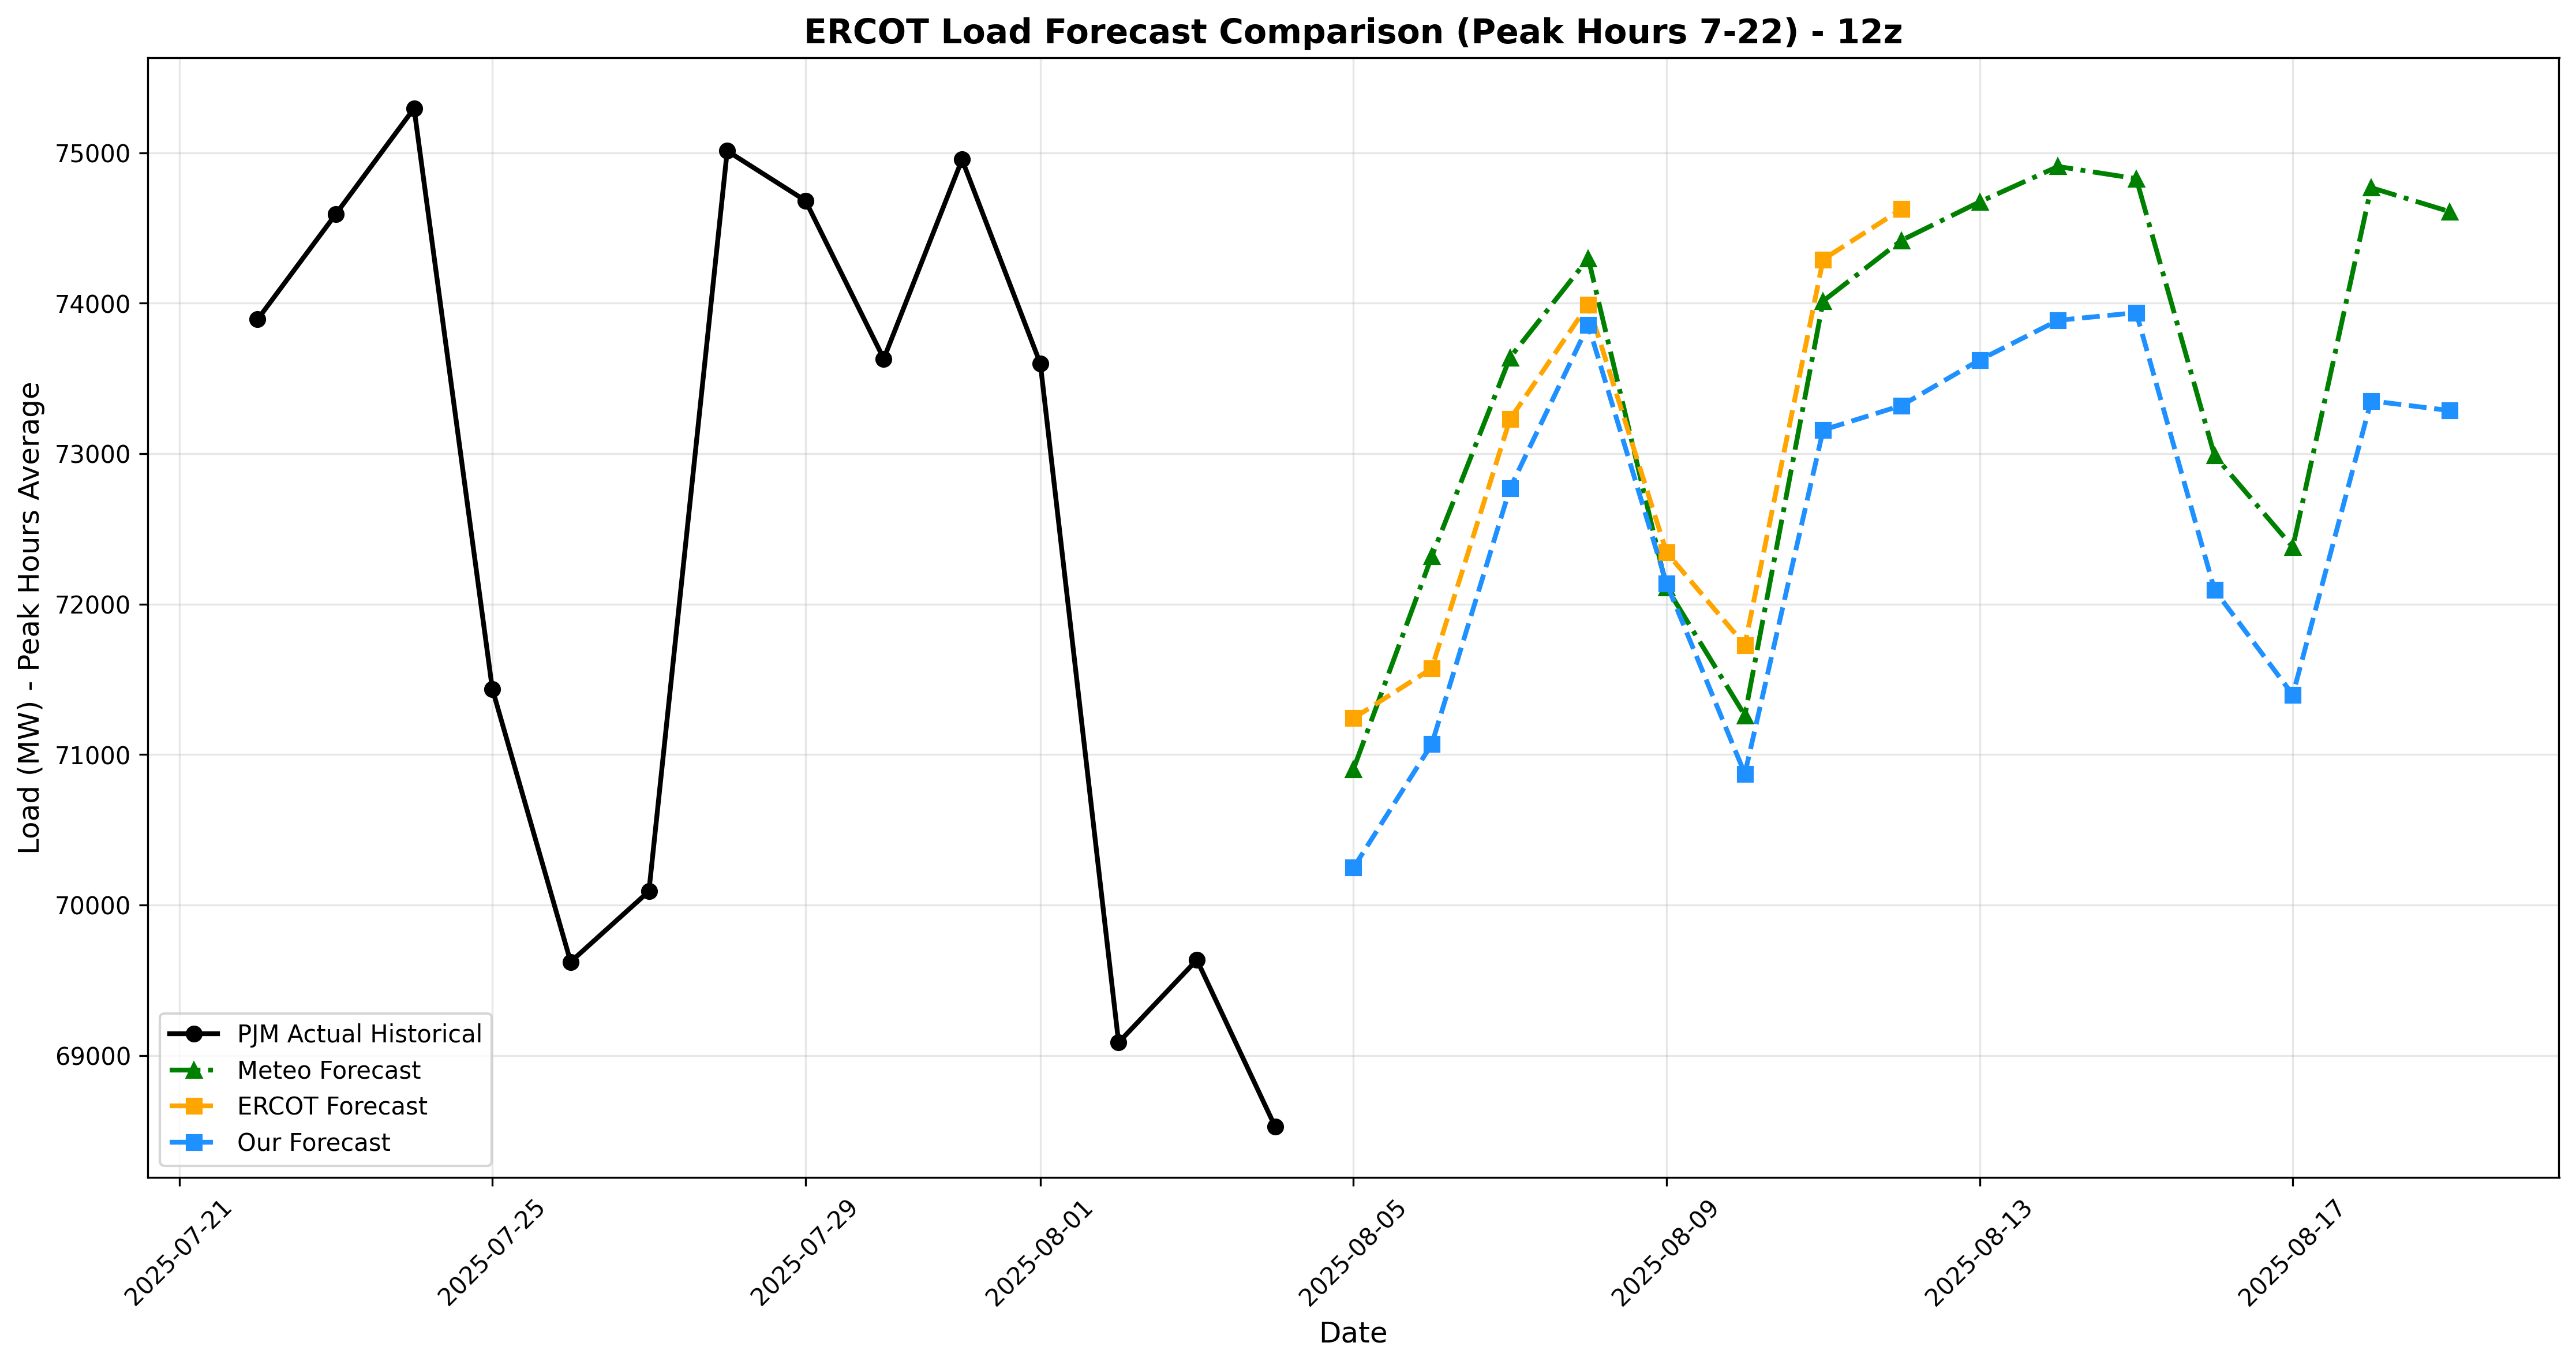 ERCOT Load Forecast Comparison (Peak Hours 7-22) - 12z
Load (MW) - Peak Hours Average
75000
74000
73000
72000
71000
70000
69000
PJM Actual Historical
Meteo Forecast
ERCOT Forecast
Our Forecast
2025-07-21
2025-07-25
2025-07-29
2025-08-01
2025-08-05
2025-08-09
2025-08-13
2025-08-17
Date